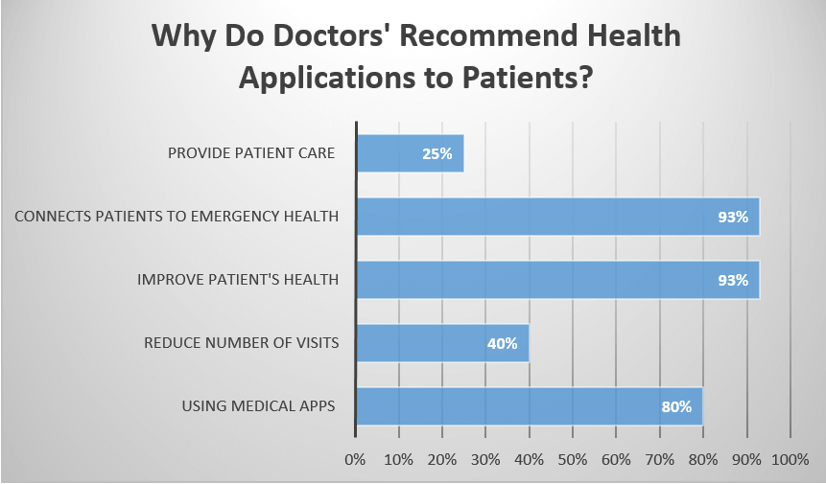 Why Do Doctors' Recommend Health
Applications to Patients?
PROVIDE PATIENT CARE
25%
CONNECTS PATIENTS TO EMERGENCY HEALTH
93%
IMPROVE PATIENT'S HEALTH
93%
REDUCE NUMBER OF VISITS
40%
USING MEDICAL APPS
80%
0% 10% 20% 30% 40% 50% 60% 70% 80% 90% 100%